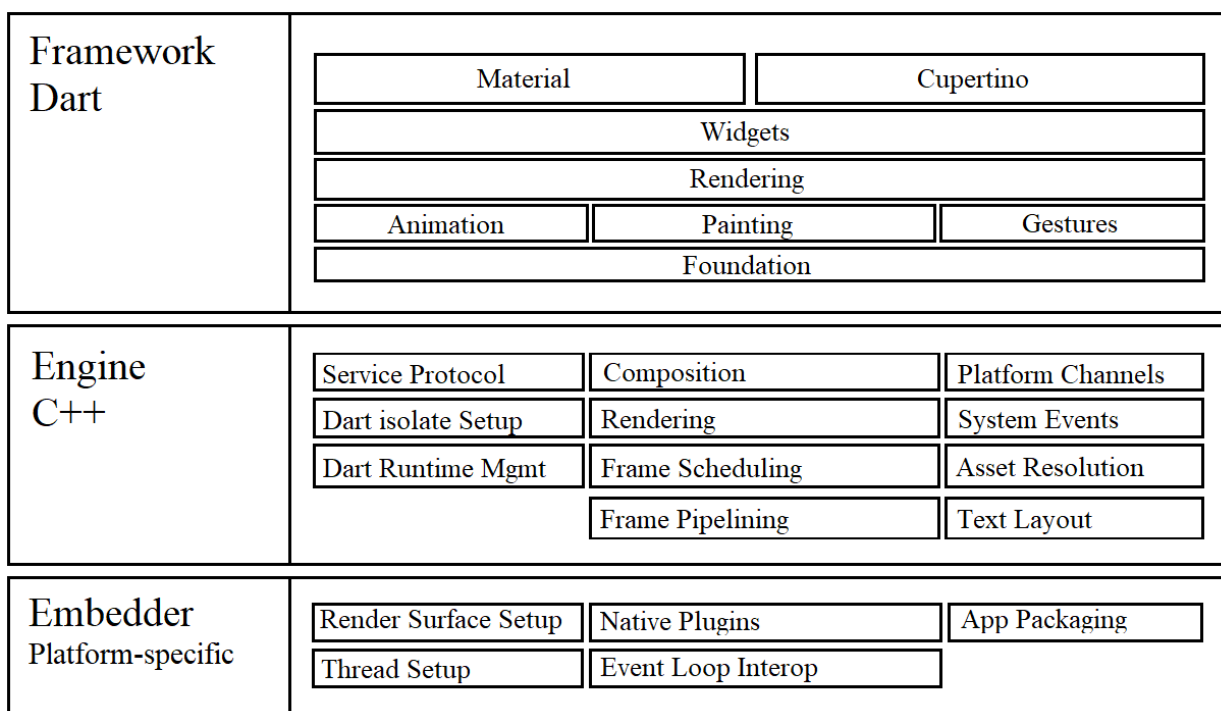 Framework
Dart
Material
Cupertino
Widgets
Rendering
Animation
Painting
Gestures
Foundation
Engine
C++
Service Protocol
Composition
Platform Channels
Dart isolate Setup
Rendering
System Events
Dart Runtime Mgmt
Frame Scheduling
Asset Resolution
Frame Pipelining
Text Layout
Embedder
Platform-specific
Render Surface Setup
Native Plugins
App Packaging
Thread Setup
Event Loop Interop